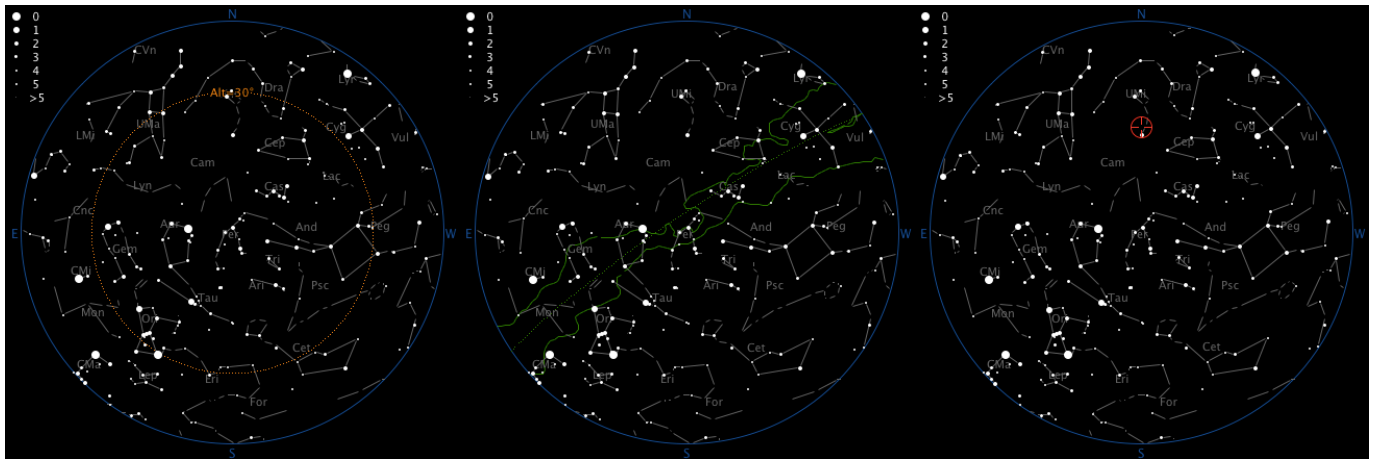 N
0
1
2
3
4
5
>5
CVn
Lyr
Dra
Alt: 30°
UMa
LMi
Cyg
Vul
Cep
Cam
Lyn
Cas
Lac
Cnc
Aur
Per
And
Peg
E
W
Gem
Tri
CMi
Ari
Psc
Tau
Mon
Ori
Cet
CMa
Lep
Eri
For
S
N
0
1
2
3
4
5
>5
CVn
Lyr
Dra
UMi
UMa
LMi
Cyg
Vul
Cep
Cam
Lyn
Cas
Lac
Cnc
Aur
Per
And
Peg
E
W
Gem
Tri
CMi
Ari
Psc
Tau
Mon
Ori
Cet
CMa
Lep
Eri
For
S
N
0
1
2
3
4
5
>5
CVn
Lyr
Dra
UMi
UMa
LMi
Cyg
Vul
Cep
Cam
Lyn
Cas
Lac
Cnc
Aur
Per
And
Peg
E
W
Gem
Tri
CMi
Ari
Psc
Tau
Mon
Ori
Cet
CMa
Lep
Eri
For
S